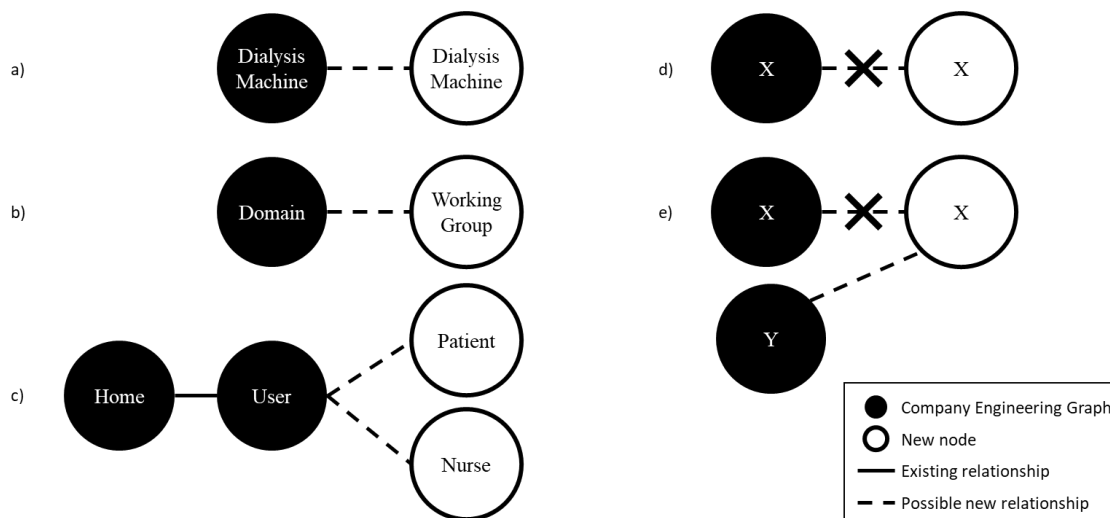 a)
Dialysis
Machine
Dialysis
Machine
b)
Domain
Working
Group
c)
Home
User
Patient
Nurse
d)
X
X
e)
X
X
Y
Company Engineering Graph
New node
Existing relationship
Possible new relationship